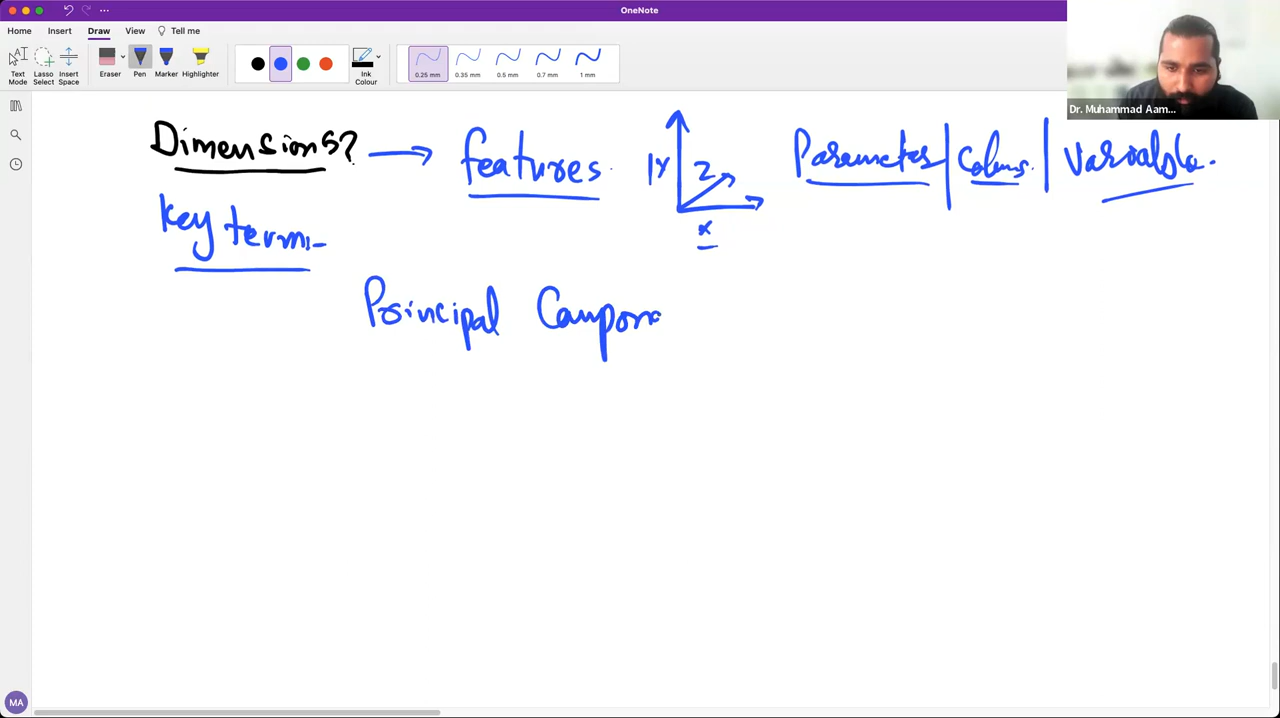 OneNote
Home Insert Draw View Tell me
Text Mode Lasso Select Insert Space Eraser Pen Marker Highlighter Ink Colour 0.25 mm 0.35 mm 0.5 mm 0.7 mm 1 mm
Dr. Muhammad Aam...
Dimensions? → features. Y Z x Parameter | Colums. | Variable.
Key termi-
Principal Compon
MA